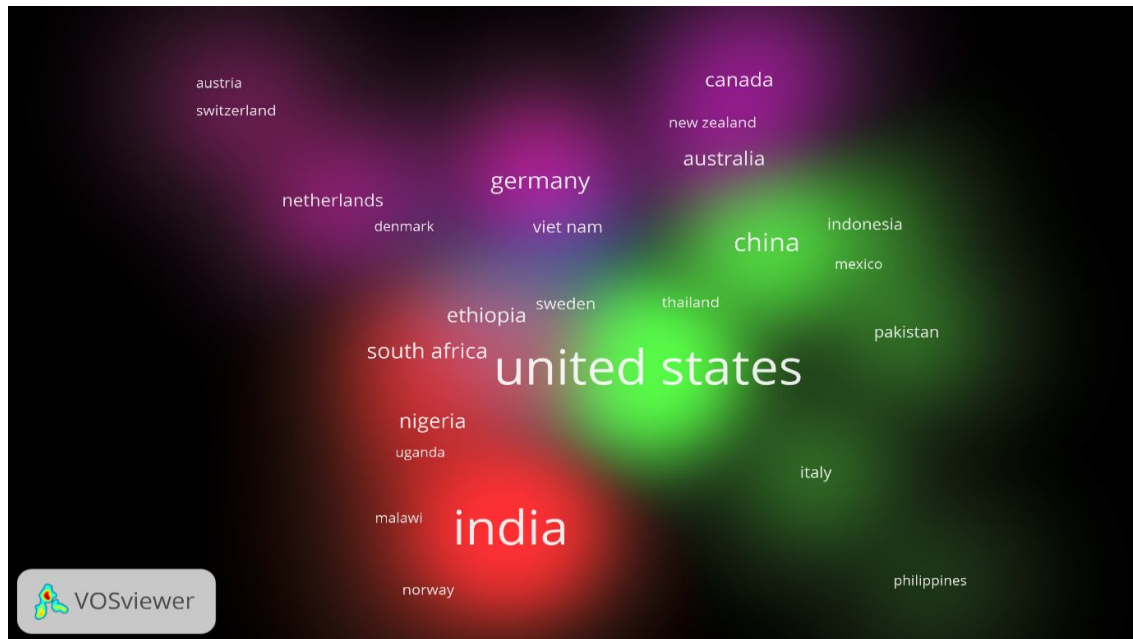 austria
canada
switzerland
new zealand
australia
germany
netherlands
denmark
viet nam
indonesia
china
mexico
sweden
thailand
ethiopia
pakistan
south africa
united states
nigeria
uganda
italy
malawi
india
philippines
norway
VOSviewer